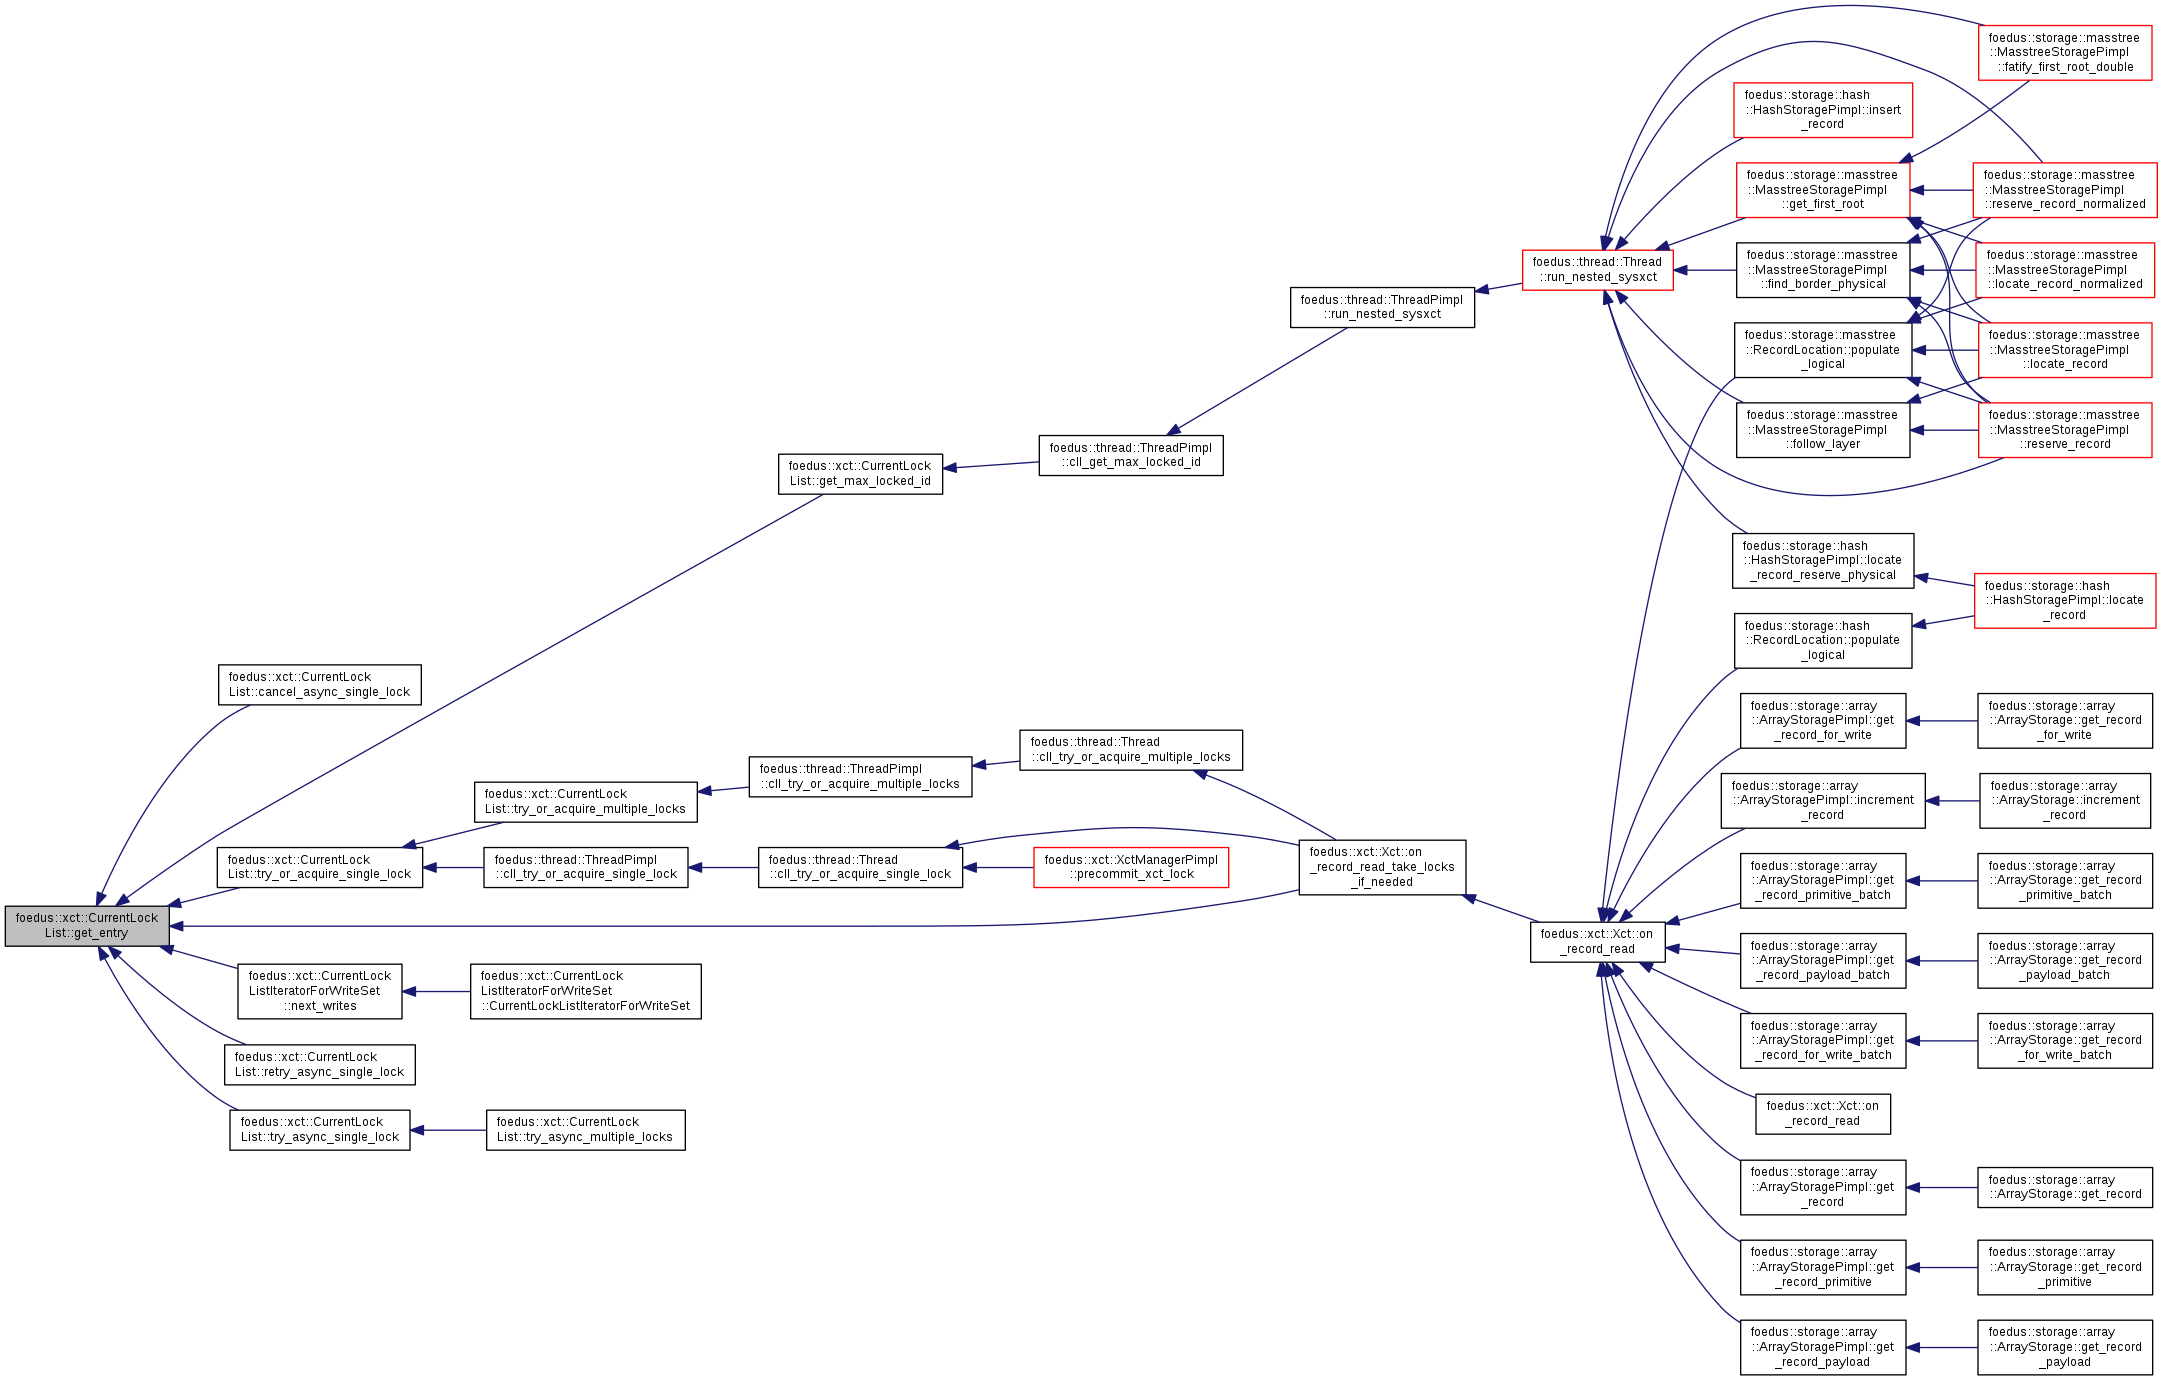 foedus::xct::CurrentLock
List::get_entry
foedus::xct::CurrentLock
List::cancel_async_single_lock
foedus::xct::CurrentLock
List::try_or_acquire_single_lock
foedus::xct::CurrentLock
ListIteratorForWriteSet
::next_writes
foedus::xct::CurrentLock
List::retry_async_single_lock
foedus::xct::CurrentLock
List::try_async_single_lock
foedus::xct::CurrentLock
List::try_or_acquire_multiple_locks
foedus::thread::ThreadPimpl
::cll_try_or_acquire_single_lock
foedus::xct::CurrentLock
ListIteratorForWriteSet
::CurrentLockListIteratorForWriteSet
foedus::xct::CurrentLock
List::try_async_multiple_locks
foedus::xct::CurrentLock
List::get_max_locked_id
foedus::thread::ThreadPimpl
::cll_try_or_acquire_multiple_locks
foedus::thread::Thread
::cll_try_or_acquire_single_lock
foedus::thread::ThreadPimpl
::cll_get_max_locked_id
foedus::thread::Thread
::cll_try_or_acquire_multiple_locks
foedus::xct::XctManagerPimpl
::precommit_xct_lock
foedus::thread::ThreadPimpl
::run_nested_sysxct
foedus::xct::Xct::on
_record_read_take_locks
_if_needed
foedus::thread::Thread
::run_nested_sysxct
foedus::xct::Xct::on
_record_read
foedus::storage::hash
::HashStoragePimpl::insert
_record
foedus::storage::masstree
::MasstreeStoragePimpl
::get_first_root
foedus::storage::masstree
::MasstreeStoragePimpl
::find_border_physical
foedus::storage::masstree
::RecordLocation::populate
_logical
foedus::storage::masstree
::MasstreeStoragePimpl
::follow_layer
foedus::storage::hash
::HashStoragePimpl::locate
_record_reserve_physical
foedus::storage::hash
::RecordLocation::populate
_logical
foedus::storage::array
::ArrayStoragePimpl::get
_record_for_write
foedus::storage::array
::ArrayStoragePimpl::increment
_record
foedus::storage::array
::ArrayStoragePimpl::get
_record_primitive_batch
foedus::storage::array
::ArrayStoragePimpl::get
_record_payload_batch
foedus::storage::array
::ArrayStoragePimpl::get
_record_for_write_batch
foedus::xct::Xct::on
_record_read
foedus::storage::array
::ArrayStoragePimpl::get
_record
foedus::storage::array
::ArrayStoragePimpl::get
_record_primitive
foedus::storage::array
::ArrayStoragePimpl::get
_record_payload
foedus::storage::masstree
::MasstreeStoragePimpl
::fatify_first_root_double
foedus::storage::masstree
::MasstreeStoragePimpl
::reserve_record_normalized
foedus::storage::masstree
::MasstreeStoragePimpl
::locate_record_normalized
foedus::storage::masstree
::MasstreeStoragePimpl
::locate_record
foedus::storage::masstree
::MasstreeStoragePimpl
::reserve_record
foedus::storage::hash
::HashStoragePimpl::locate
_record
foedus::storage::array
::ArrayStorage::get_record
_for_write
foedus::storage::array
::ArrayStorage::increment
_record
foedus::storage::array
::ArrayStorage::get_record
_primitive_batch
foedus::storage::array
::ArrayStorage::get_record
_payload_batch
foedus::storage::array
::ArrayStorage::get_record
_for_write_batch
foedus::storage::array
::ArrayStorage::get_record
foedus::storage::array
::ArrayStorage::get_record
_primitive
foedus::storage::array
::ArrayStorage::get_record
_payload